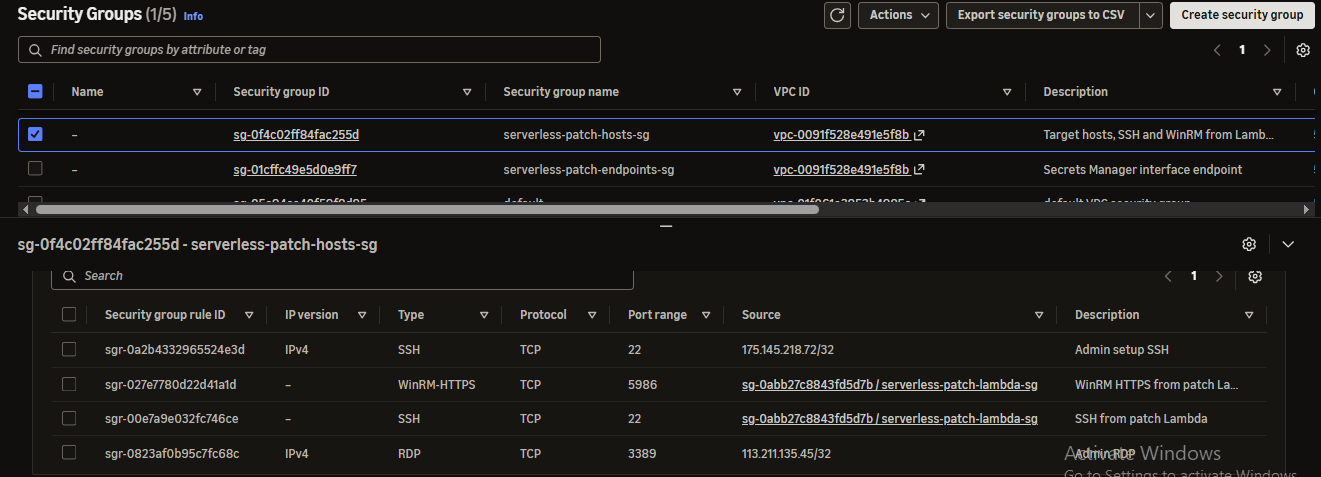 Security Groups (1/5) Info
Actions
Export security groups to CSV
Create security group
Find security groups by attribute or tag
1
Name Security group ID Security group name VPC ID Description
– sg-0f4c02ff84fac255d serverless-patch-hosts-sg vpc-0091f528e491e5f8b Target hosts, SSH and WinRM from Lamb...
– sg-01cffc49e5d0e9ff7 serverless-patch-endpoints-sg vpc-0091f528e491e5f8b Secrets Manager interface endpoint
default default VPC security group
sg-0f4c02ff84fac255d - serverless-patch-hosts-sg
Search
1
Security group rule ID IP version Type Protocol Port range Source Description
sgr-0a2b4332965524e3d IPv4 SSH TCP 22 175.145.218.72/32 Admin setup SSH
sgr-027e7780d22d41a1d – WinRM-HTTPS TCP 5986 sg-0abb27c8843fd5d7b / serverless-patch-lambda-sg WinRM HTTPS from patch La...
sgr-00e7a9e032fc746ce – SSH TCP 22 sg-0abb27c8843fd5d7b / serverless-patch-lambda-sg SSH from patch Lambda
sgr-0823af0b95c7fc68c IPv4 RDP TCP 3389 113.211.135.45/32 Admin RDP
Activate Windows
Go to Settings to activate Windows.